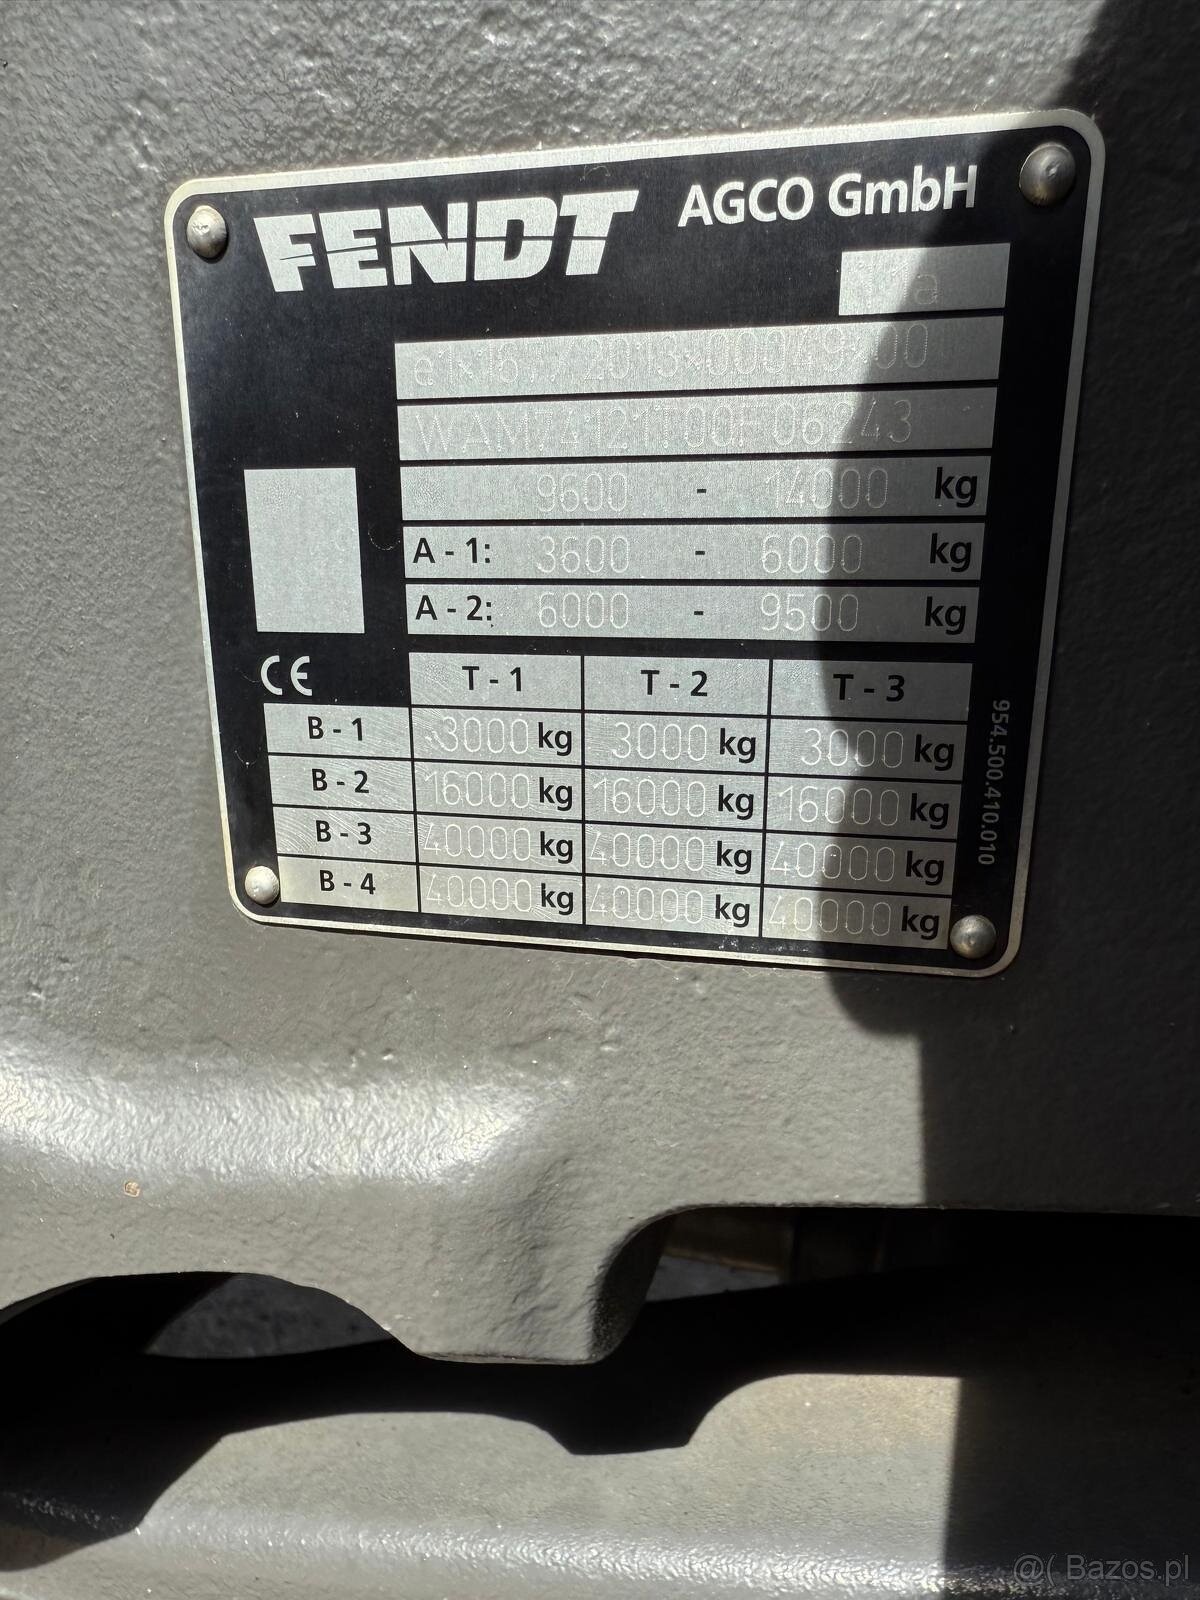 FENDT AGCO GmbH
a
e1*167/2013*00049*00
WAM74121T00F06243
9600 - 14000 kg
A - 1: 3600 - 6000 kg
A - 2: 6000 - 9500 kg
CE T - 1 T - 2 T - 3
B - 1 3000 kg 3000 kg 3000 kg
B - 2 16000 kg 16000 kg 16000 kg
B - 3 40000 kg 40000 kg 40000 kg
B - 4 40000 kg 40000 kg 40000 kg
954.500.410.010
@( Bazos.pl